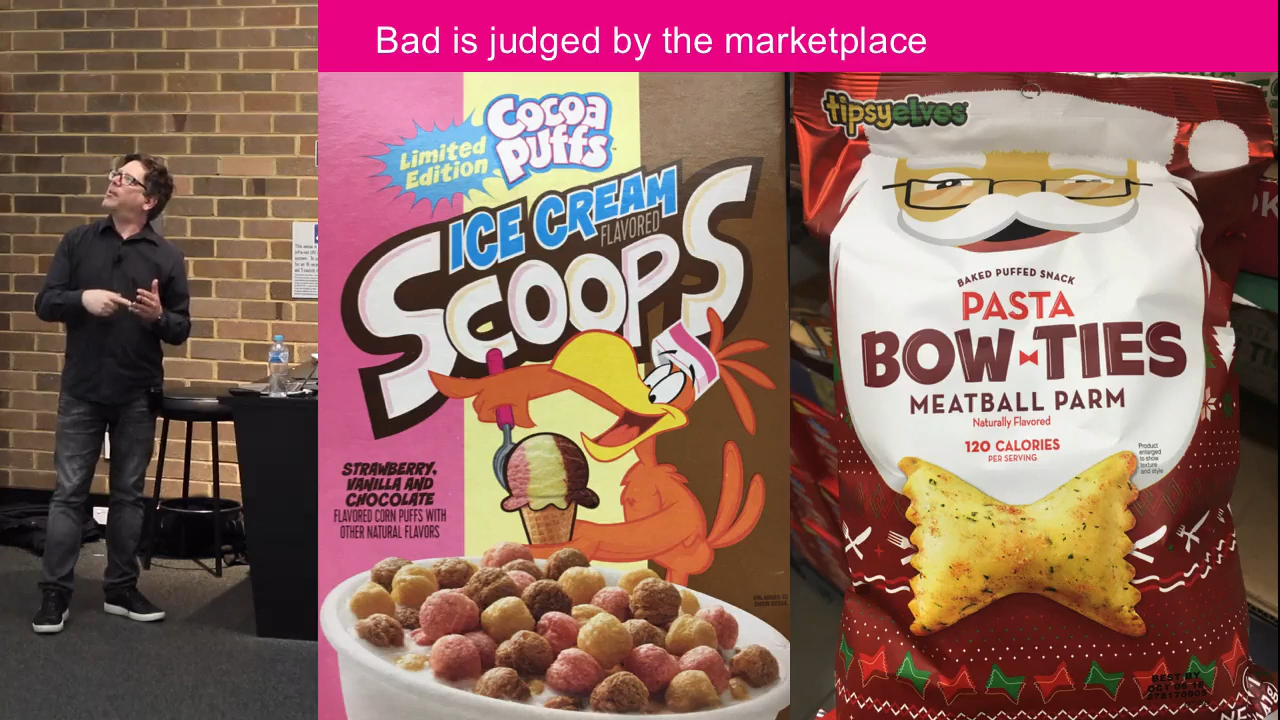 Bad is judged by the marketplace
Limited
Edition
Cocoa
Puffs
ICE CREAM
FLAVORED
SCOOPS
STRAWBERRY,
VANILLA AND
CHOCOLATE
FLAVORED CORN PUFFS WITH
OTHER NATURAL FLAVORS
tipsyelves
BAKED PUFFED SNACK
PASTA
BOW-TIES
MEATBALL PARM
Naturally Flavored
120 CALORIES
PER SERVING
Product
enlarged
to show
texture
and style
BEST BY